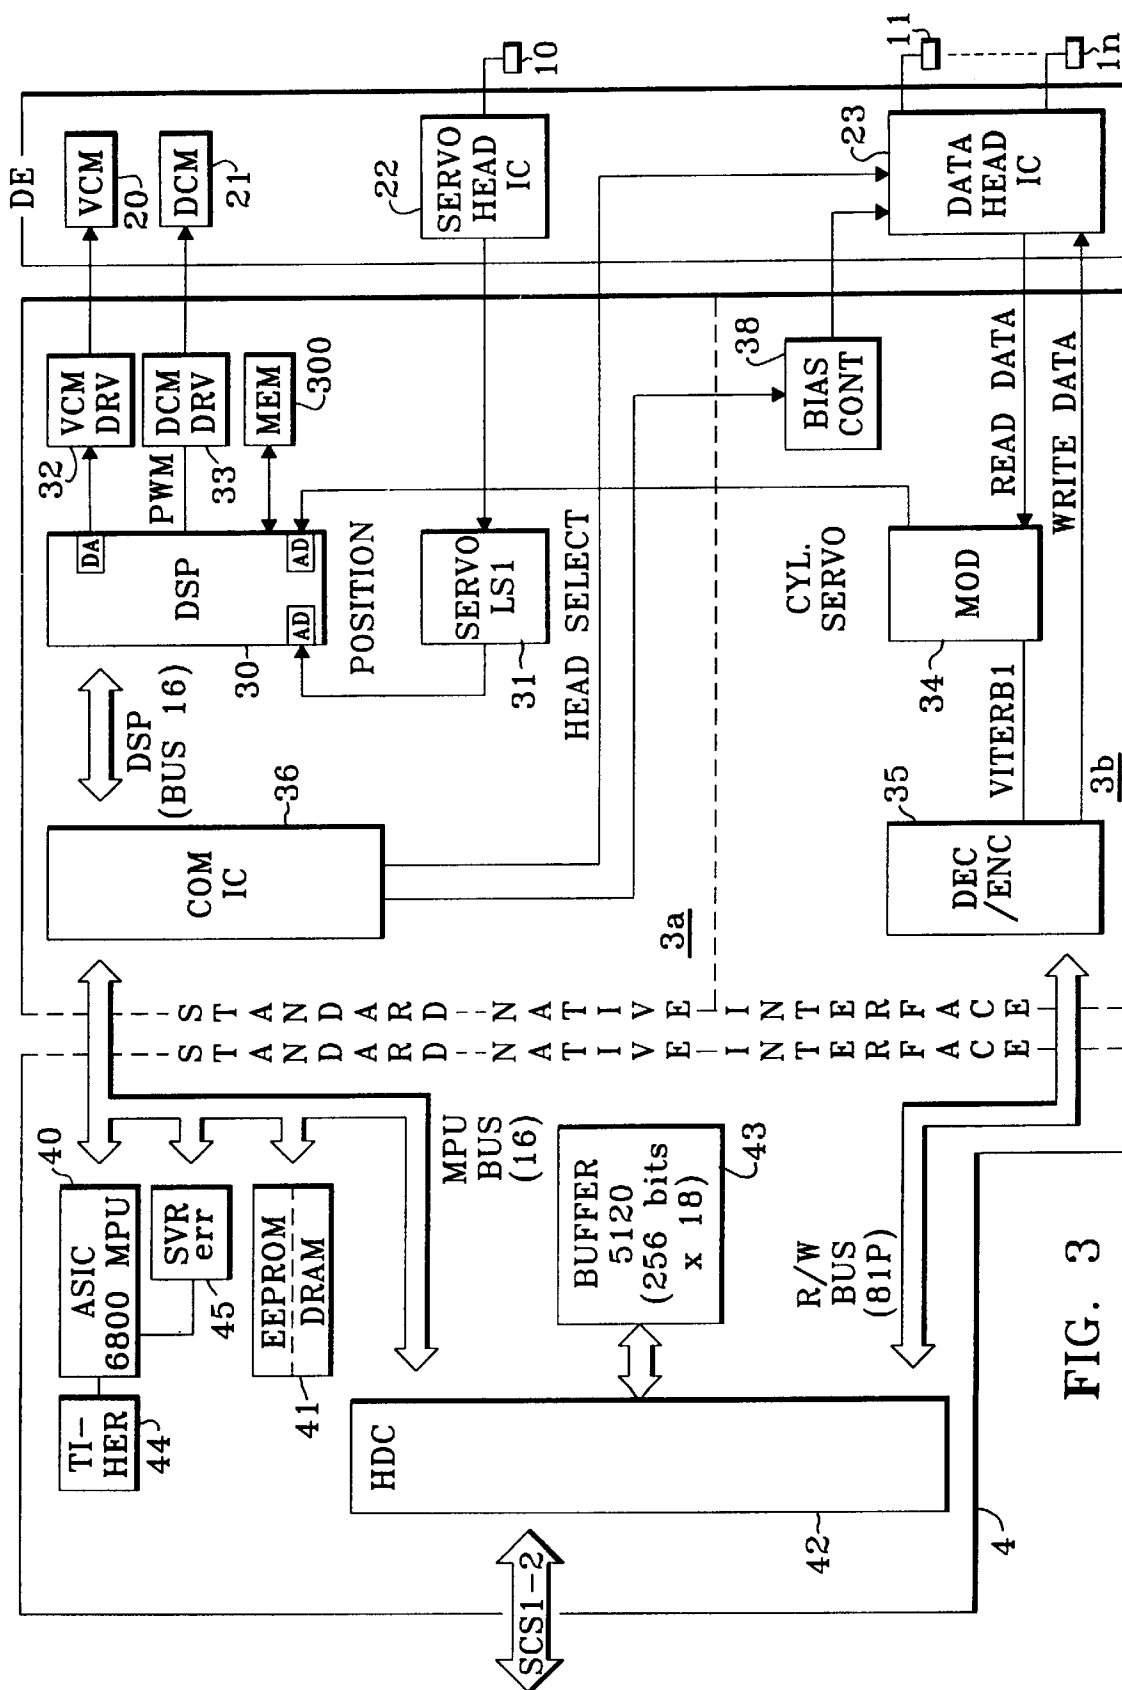 DE
VCM
20
DCM
21
22
SERVO
HEAD
IC
10
23
DATA
HEAD
IC
11
1n
32
VCM
DRV
PWM
DCM
DRV
33
MEM
300
DA
DSP
AD
AD
30
POSITION
SERVO
LS1
31
HEAD SELECT
38
BIAS
CONT
READ DATA
WRITE DATA
CYL.
SERVO
MOD
34
VITERB1
DSP
(BUS 16)
COM
IC
36
3a
35
DEC
/ENC
3b
STANDARD NATIVE INTERFACE
STANDARD NATIVE INTERFACE
40
ASIC
6800 MPU
SVR
err
45
TI-
HER
44
EEPROM
DRAM
41
MPU
BUS
(16)
BUFFER
5120
(256 bits
x 18)
43
R/W
BUS
(81P)
HDC
42
SCS1-2
4
FIG. 3